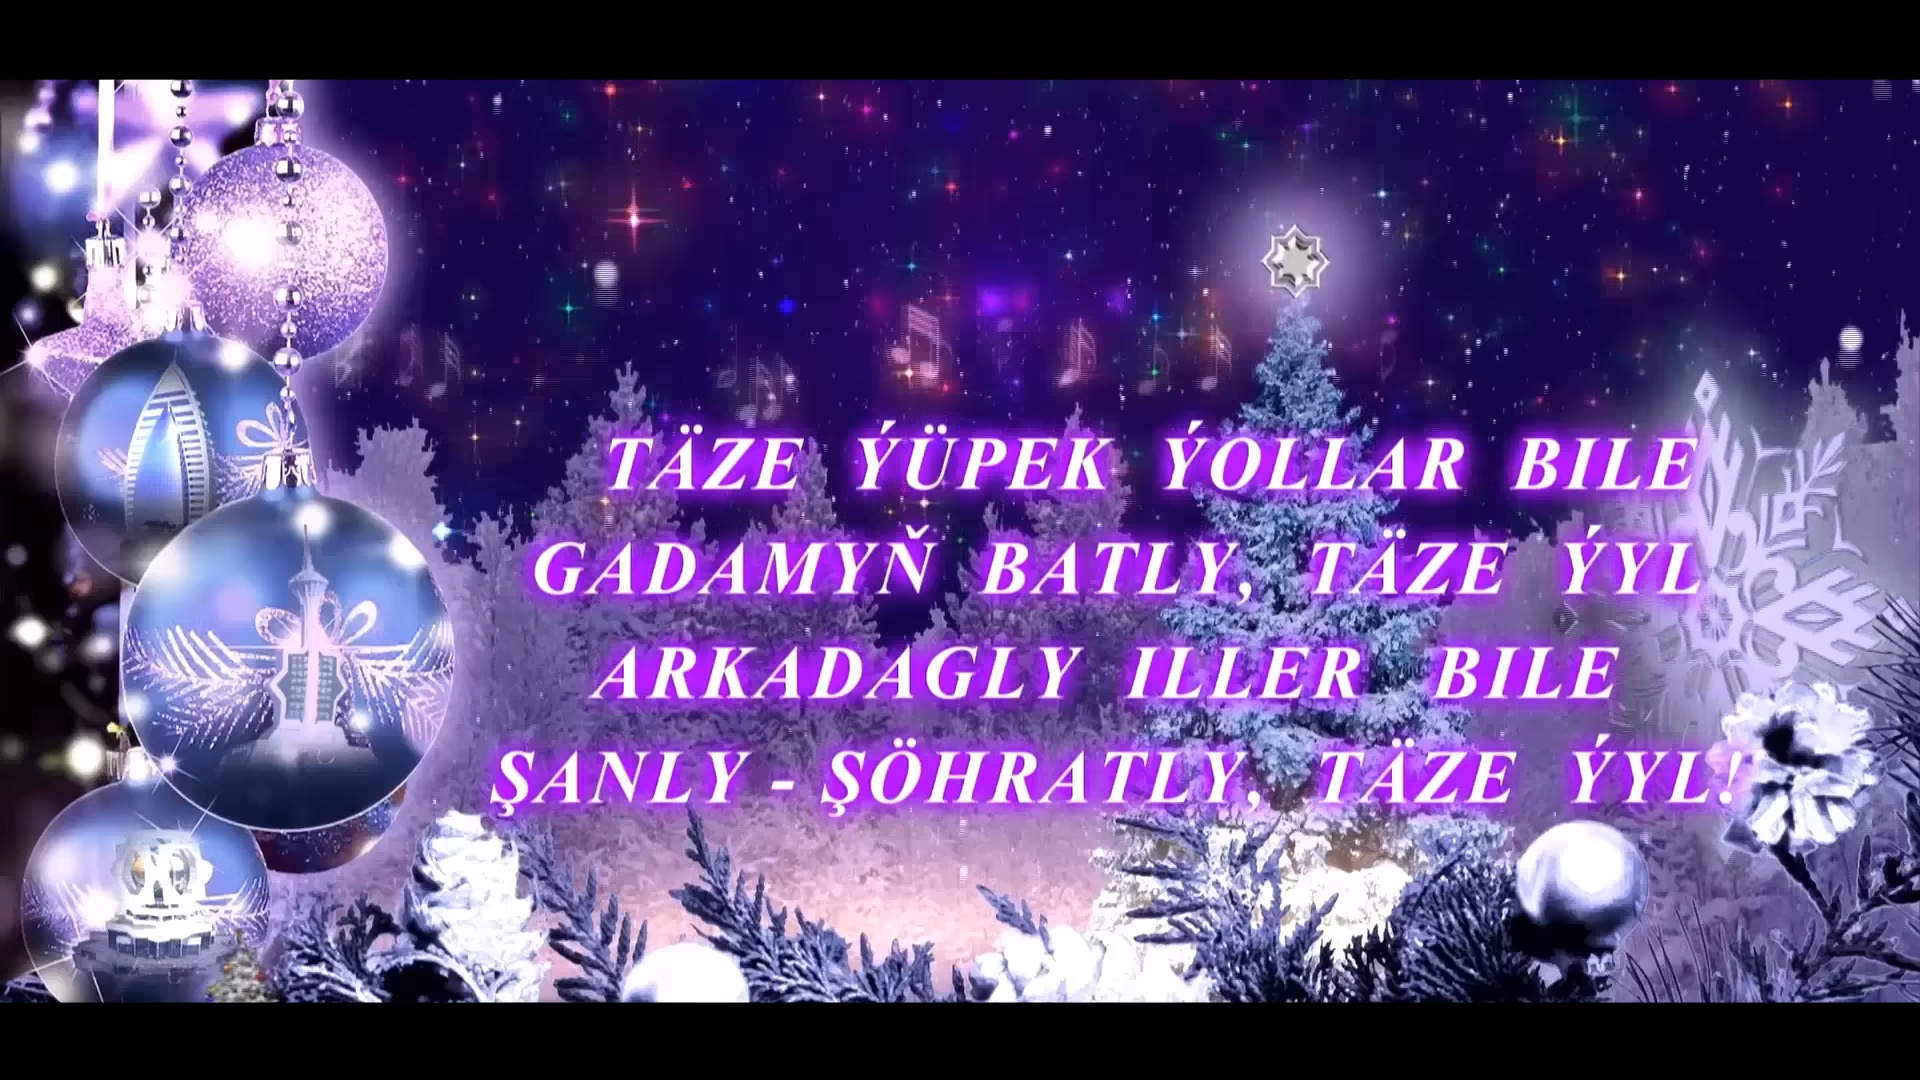 TÄZE ÝÜPEK ÝOLLAR BILE
GADAMYŇ BATLY, TÄZE ÝYL
ARKADAGLY ILLER BILE
ŞANLY - ŞÖHRATLY, TÄZE ÝYL!